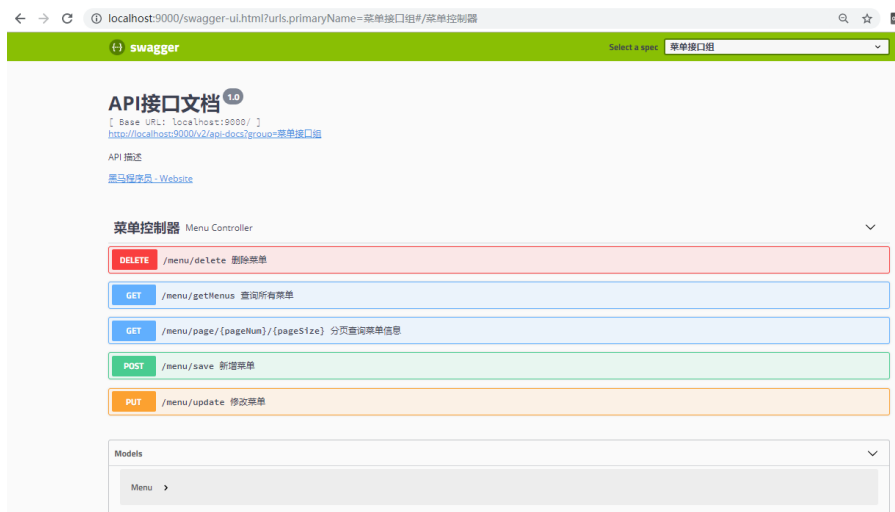 localhost:9000/swagger-ui.html?urls.primaryName=菜单接口组#/菜单控制器
swagger
Select a spec 菜单接口组
API接口文档 1.0
[ Base URL: localhost:9000/ ]
http://localhost:9000/v2/api-docs?group=菜单接口组
API 描述
黑马程序员 - Website
菜单控制器 Menu Controller
DELETE /menu/delete 删除菜单
GET /menu/getMenus 查询所有菜单
GET /menu/page/{pageNum}/{pageSize} 分页查询菜单信息
POST /menu/save 新增菜单
PUT /menu/update 修改菜单
Models
Menu